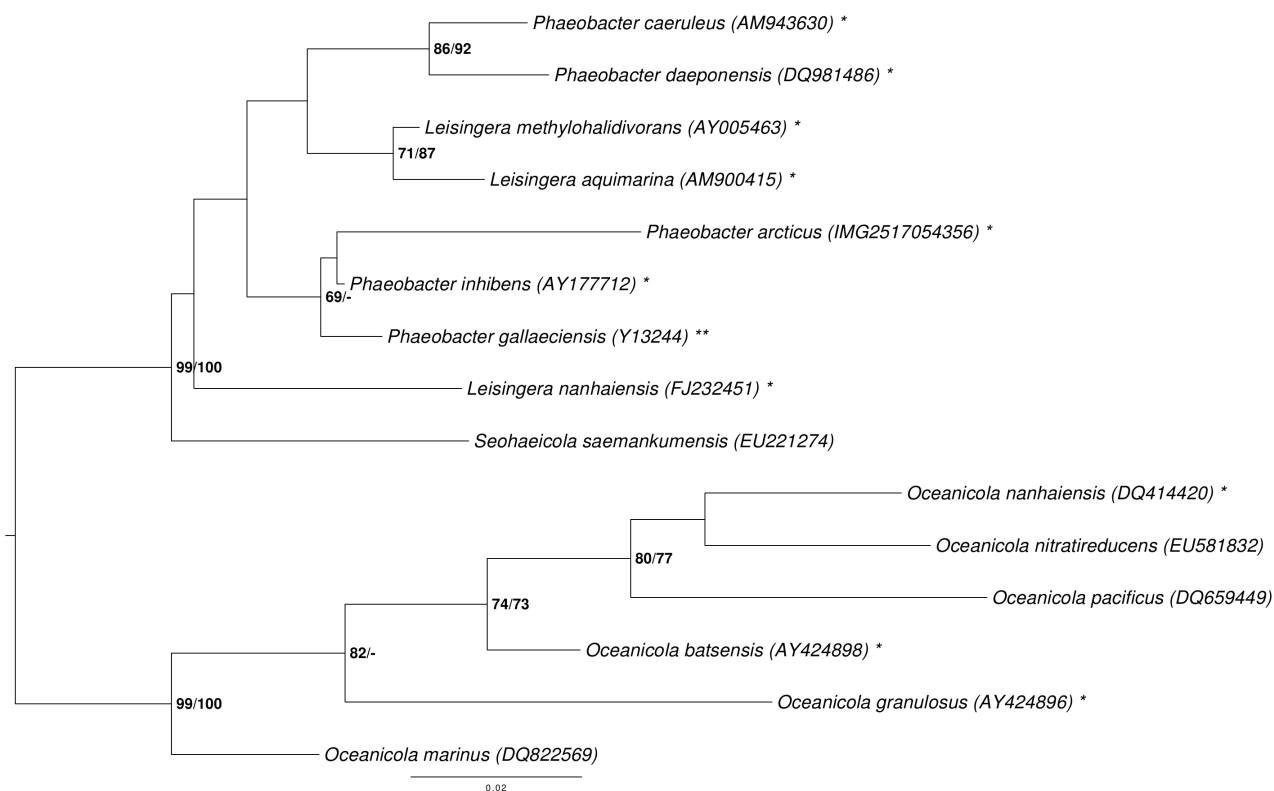 Phaeobacter caeruleus (AM943630) *
86/92
Phaeobacter daeponensis (DQ981486) *
Leisingera methylohalidivorans (AY005463) *
71/87
Leisingera aquimarina (AM900415) *
Phaeobacter arcticus (IMG2517054356) *
Phaeobacter inhibens (AY177712) *
69/-
Phaeobacter gallaeciensis (Y13244) **
99/100
Leisingera nanhaiensis (FJ232451) *
Seohaeicola saemankumensis (EU221274)
Oceanicola nanhaiensis (DQ414420) *
Oceanicola nitratireducens (EU581832)
80/77
Oceanicola pacificus (DQ659449)
74/73
Oceanicola batsensis (AY424898) *
82/-
Oceanicola granulosus (AY424896) *
99/100
Oceanicola marinus (DQ822569)
0.02